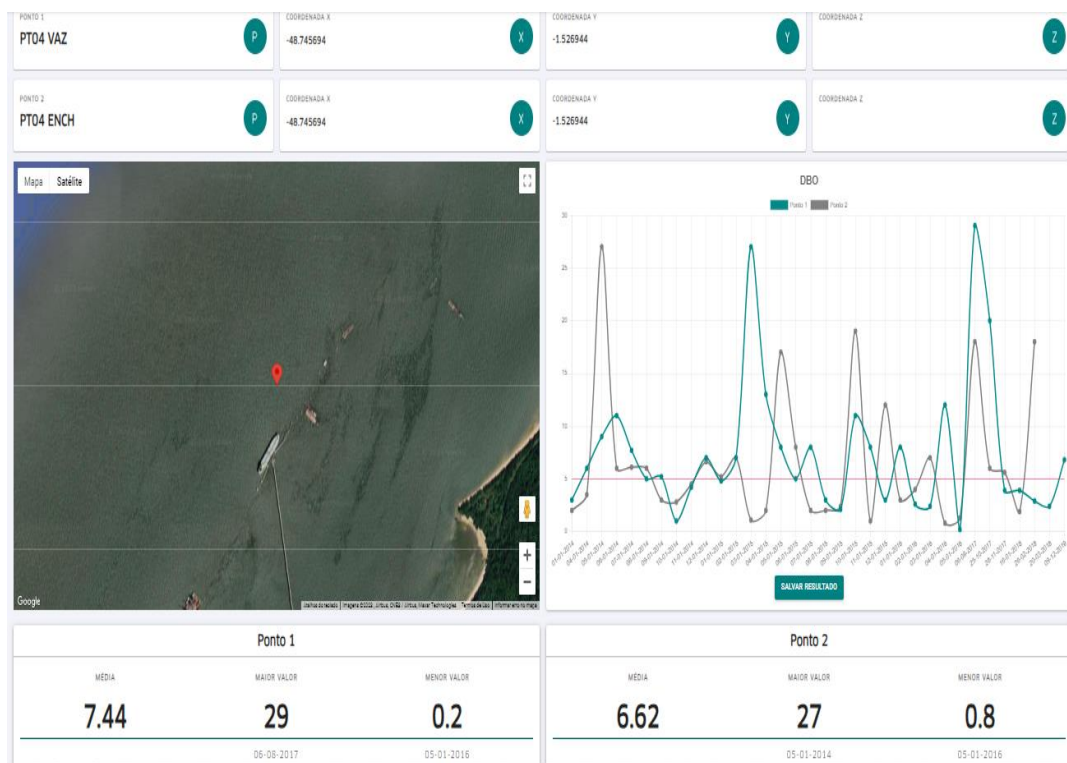 PONTO 1
PT04 VAZ
P
COORDENADA X
-48.745694
X
COORDENADA Y
-1.526944
Y
COORDENADA Z
Z
PONTO 2
PT04 ENCH
P
COORDENADA X
-48.745694
X
COORDENADA Y
-1.526944
Y
COORDENADA Z
Z
Mapa Satélite
Google
Termos de Uso
DBO
Ponto 1 Ponto 2
30
25
20
15
10
5
0
SALVAR RESULTADO
Ponto 1
MÉDIA MAIOR VALOR MENOR VALOR
7.44 29 0.2
06-08-2017 05-01-2016
Ponto 2
MÉDIA MAIOR VALOR MENOR VALOR
6.62 27 0.8
05-01-2014 05-01-2016